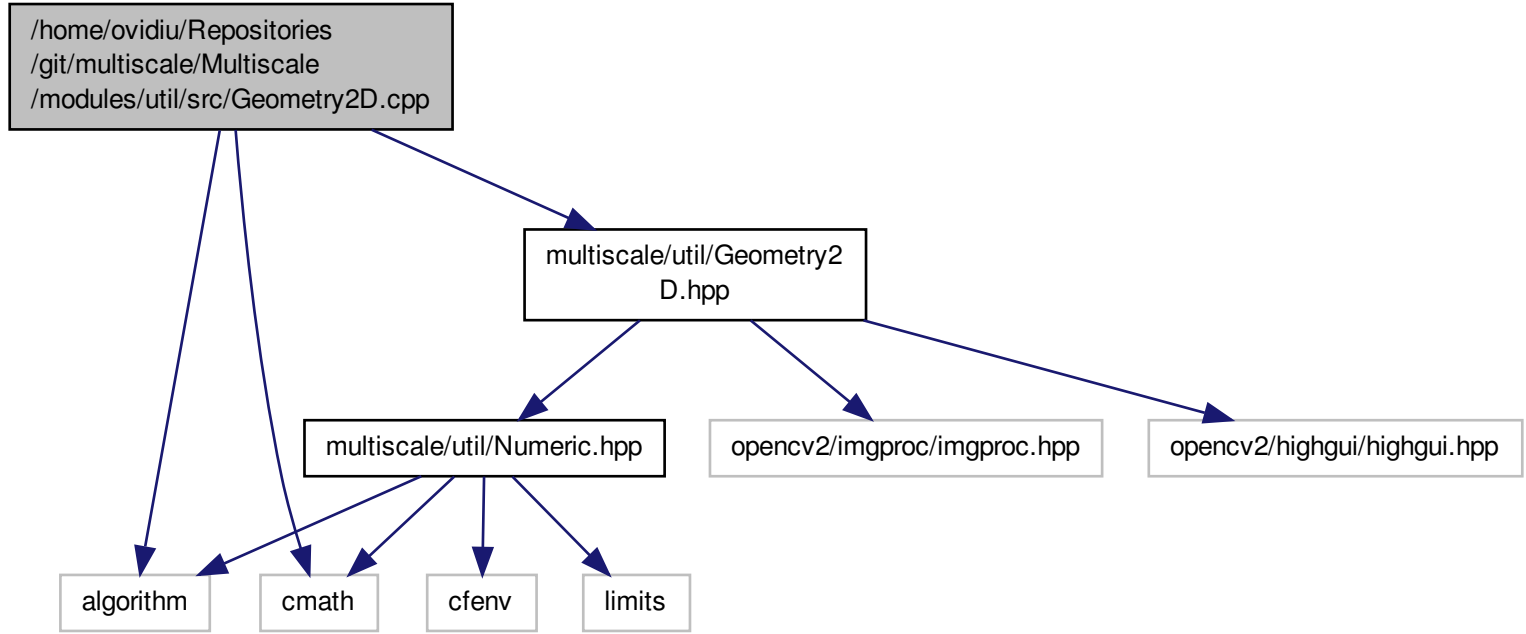 /home/ovidiu/Repositories
/git/multiscale/Multiscale
/modules/util/src/Geometry2D.cpp
multiscale/util/Geometry2
D.hpp
multiscale/util/Numeric.hpp
opencv2/imgproc/imgproc.hpp
opencv2/highgui/highgui.hpp
algorithm
cmath
cfenv
limits